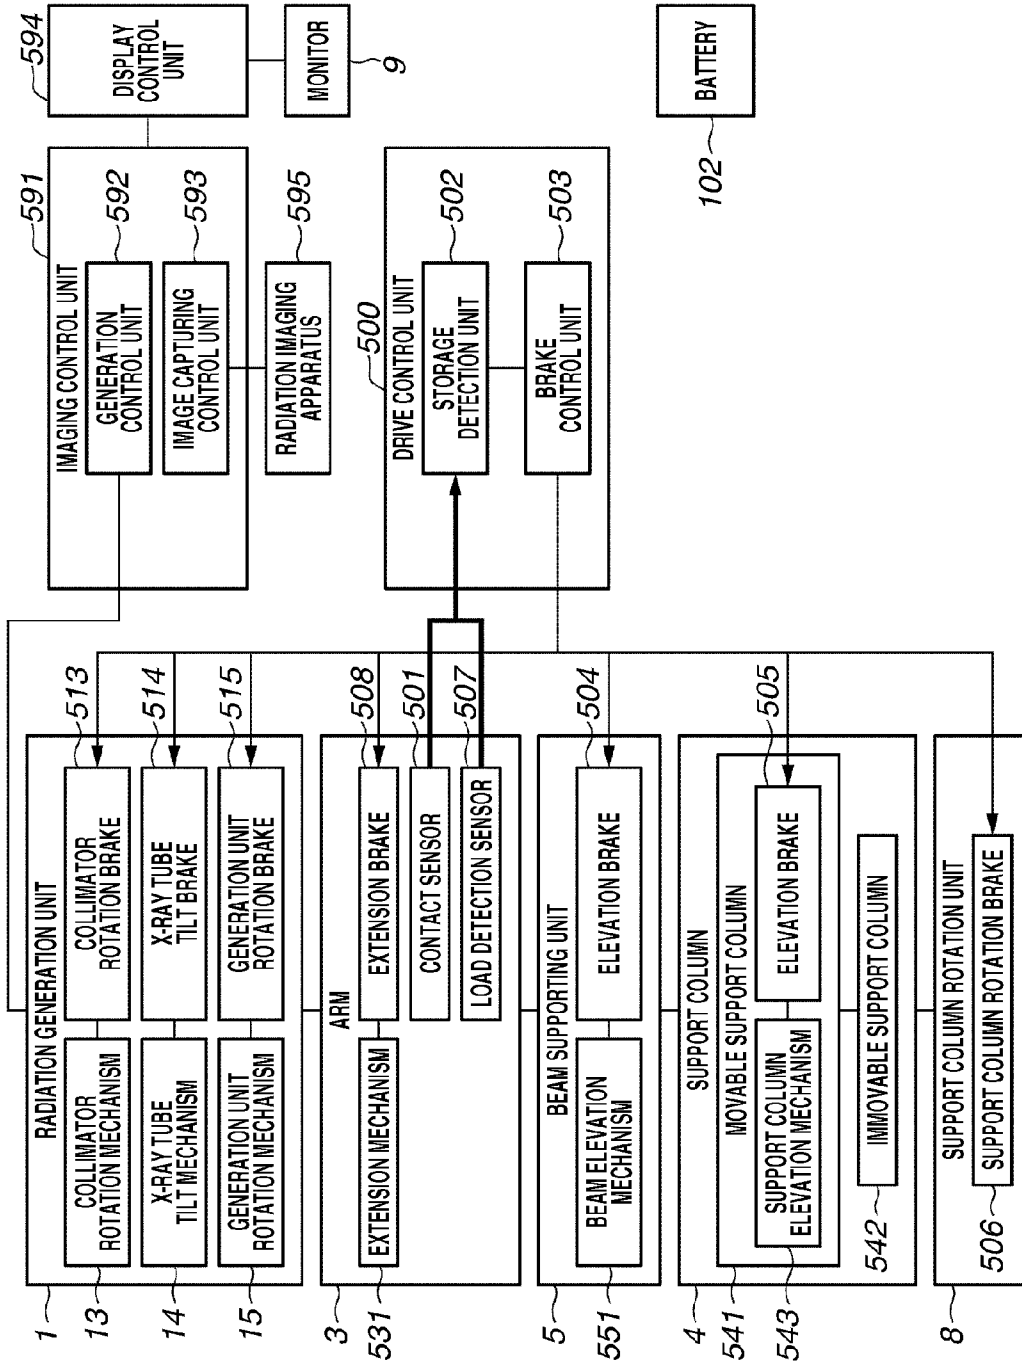 1
RADIATION GENERATION UNIT
13
COLLIMATOR
ROTATION MECHANISM
COLLIMATOR
ROTATION BRAKE
513
14
X-RAY TUBE
TILT MECHANISM
X-RAY TUBE
TILT BRAKE
514
15
GENERATION UNIT
ROTATION MECHANISM
GENERATION UNIT
ROTATION BRAKE
515
3
ARM
531
EXTENSION MECHANISM
EXTENSION BRAKE
508
CONTACT SENSOR
501
LOAD DETECTION SENSOR
507
5
BEAM SUPPORTING UNIT
551
BEAM ELEVATION
MECHANISM
ELEVATION BRAKE
504
4
SUPPORT COLUMN
541
MOVABLE SUPPORT COLUMN
543
SUPPORT COLUMN
ELEVATION MECHANISM
ELEVATION BRAKE
505
542
IMMOVABLE SUPPORT COLUMN
8
SUPPORT COLUMN ROTATION UNIT
506
SUPPORT COLUMN ROTATION BRAKE
IMAGING CONTROL UNIT
591
GENERATION
CONTROL UNIT
592
IMAGE CAPTURING
CONTROL UNIT
593
RADIATION IMAGING
APPARATUS
595
594
DISPLAY
CONTROL
UNIT
MONITOR
9
DRIVE CONTROL UNIT
500
STORAGE
DETECTION UNIT
502
BRAKE
CONTROL UNIT
503
102
BATTERY